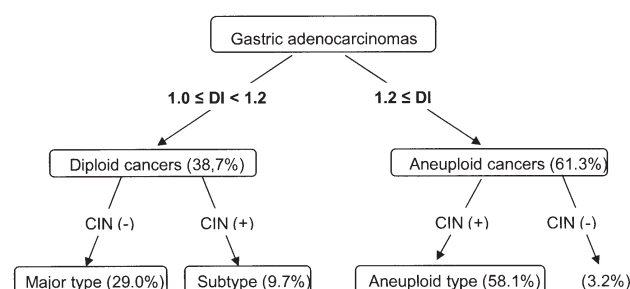 Gastric adenocarcinomas
1.0 ≤ DI < 1.2
1.2 ≤ DI
Diploid cancers (38,7%)
Aneuploid cancers (61.3%)
CIN (-)
CIN (+)
CIN (+)
CIN (-)
Major type (29.0%)
Subtype (9.7%)
Aneuploid type (58.1%)
(3.2%)